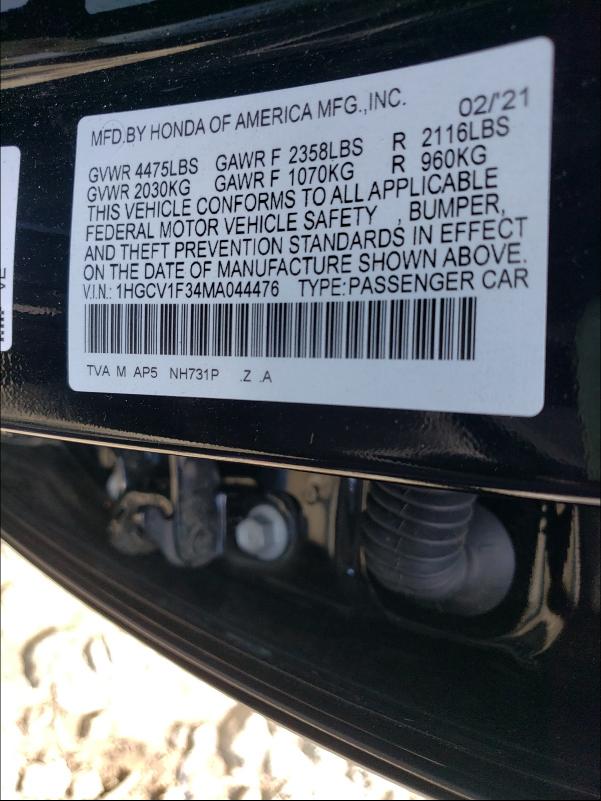 MFD.BY HONDA OF AMERICA MFG.,INC. 02/'21
GVWR 4475LBS GAWR F 2358LBS R 2116LBS
GVWR 2030KG GAWR F 1070KG R 960KG
THIS VEHICLE CONFORMS TO ALL APPLICABLE
FEDERAL MOTOR VEHICLE SAFETY , BUMPER,
AND THEFT PREVENTION STANDARDS IN EFFECT
ON THE DATE OF MANUFACTURE SHOWN ABOVE.
V.I.N.: 1HGCV1F34MA044476 TYPE:PASSENGER CAR
TVA M AP5 NH731P .Z .A